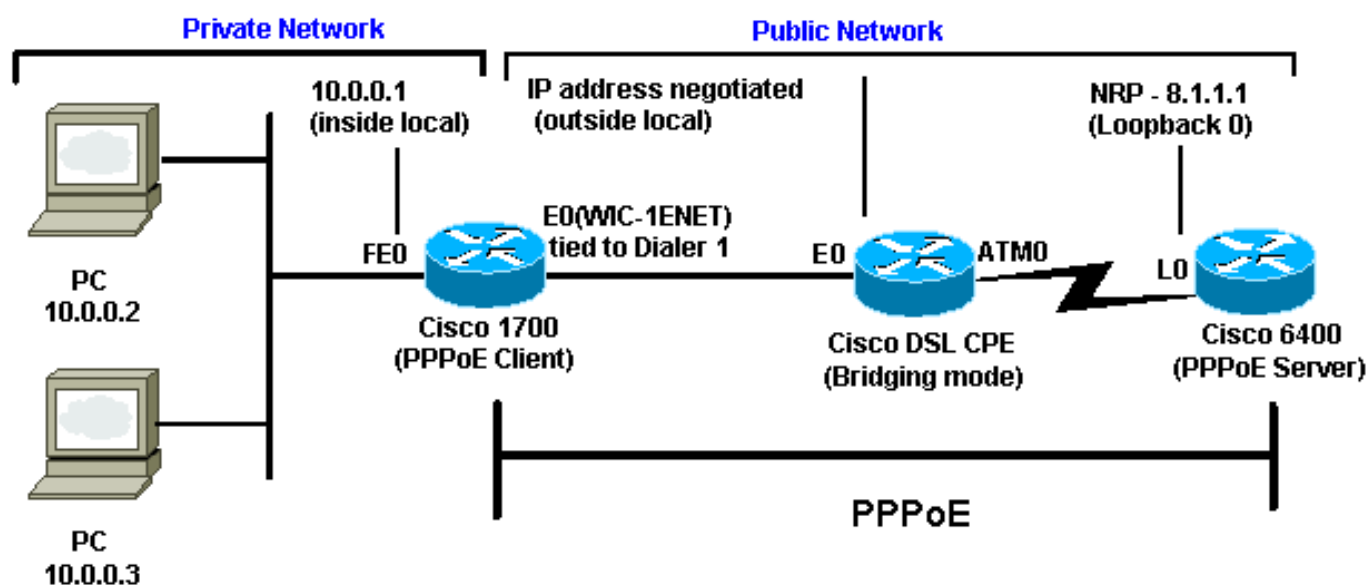 Private Network
Public Network
10.0.0.1
(inside local)
IP address negotiated
(outside local)
NRP - 8.1.1.1
(Loopback 0)
E0(WIC-1ENET)
tied to Dialer 1
FE0
E0
ATM0
L0
PC
10.0.0.2
Cisco 1700
(PPPoE Client)
Cisco DSL CPE
(Bridging mode)
Cisco 6400
(PPPoE Server)
PPPoE
PC
10.0.0.3